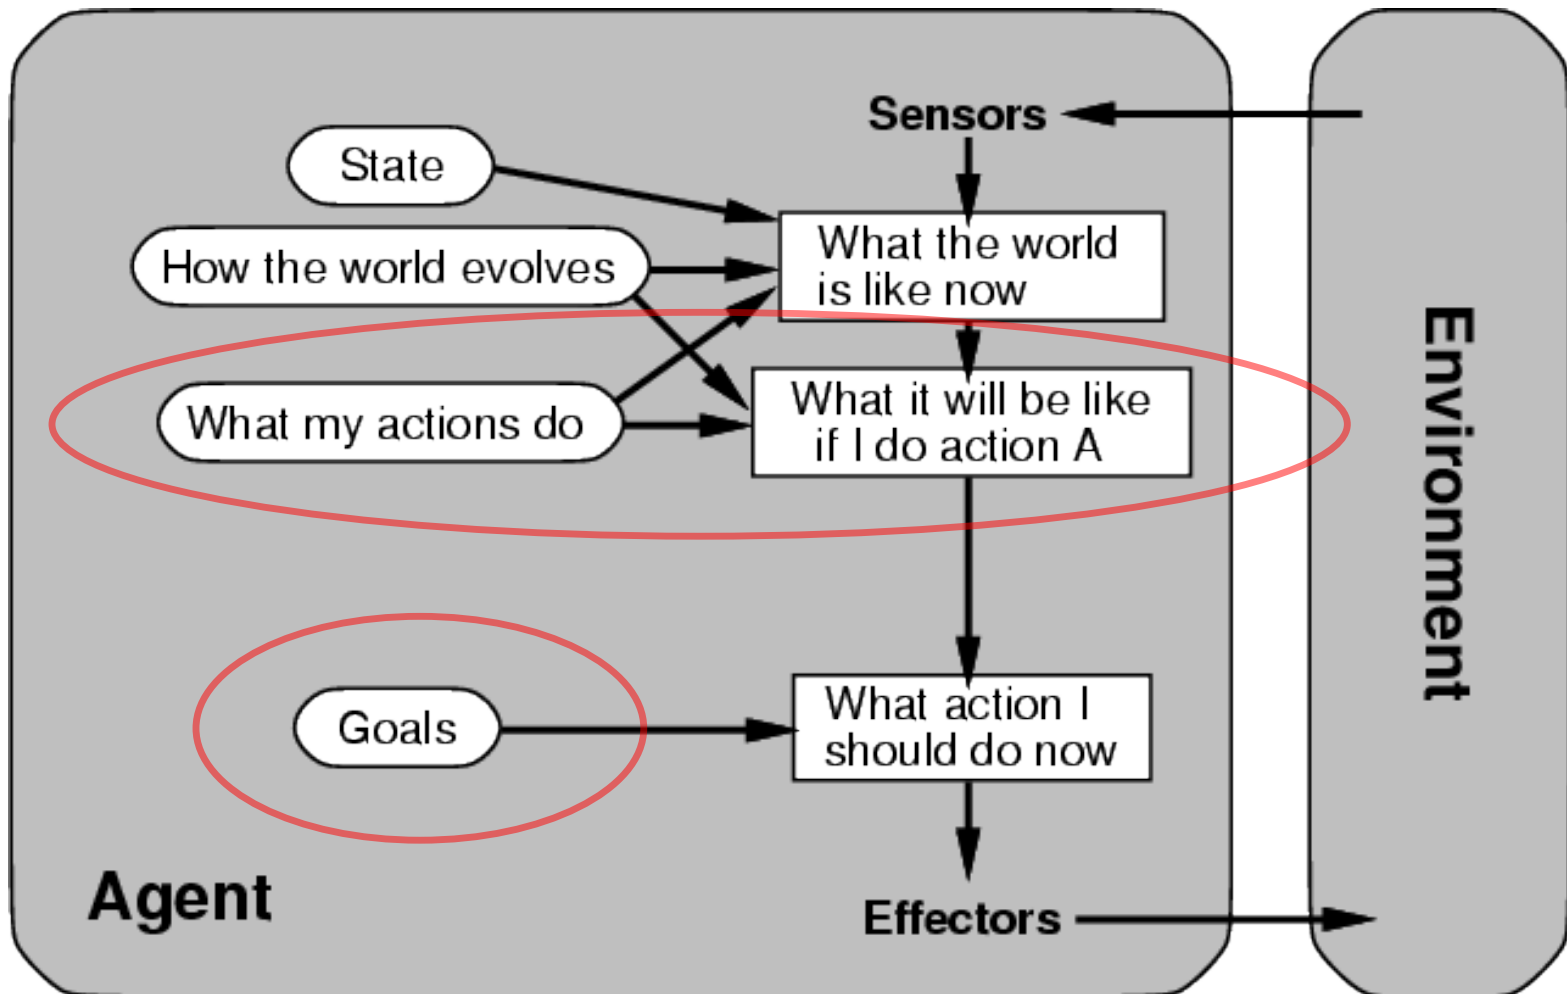 Sensors
State
What the world
is like now
How the world evolves
What my actions do
What it will be like
if I do action A
Goals
What action I
should do now
Agent
Effectors
Environment